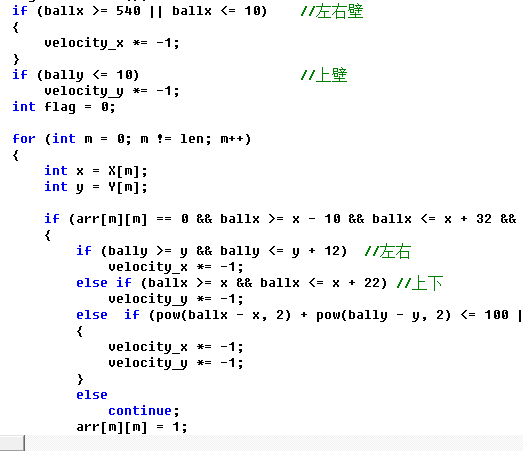 if (ballx >= 540 || ballx <= 10)    //左右壁
{
    velocity_x *= -1;
}
if (bally <= 10)                    //上壁
    velocity_y *= -1;
int flag = 0;
for (int m = 0; m != len; m++)
{
    int x = X[m];
    int y = Y[m];
    if (arr[m][m] == 0 && ballx >= x - 10 && ballx <= x + 32 &&
    {
        if (bally >= y && bally <= y + 12)  //左右
            velocity_x *= -1;
        else if (ballx >= x && ballx <= x + 22) //上下
            velocity_y *= -1;
        else  if (pow(ballx - x, 2) + pow(bally - y, 2) <= 100 |
        {
            velocity_x *= -1;
            velocity_y *= -1;
        }
        else
            continue;
        arr[m][m] = 1;